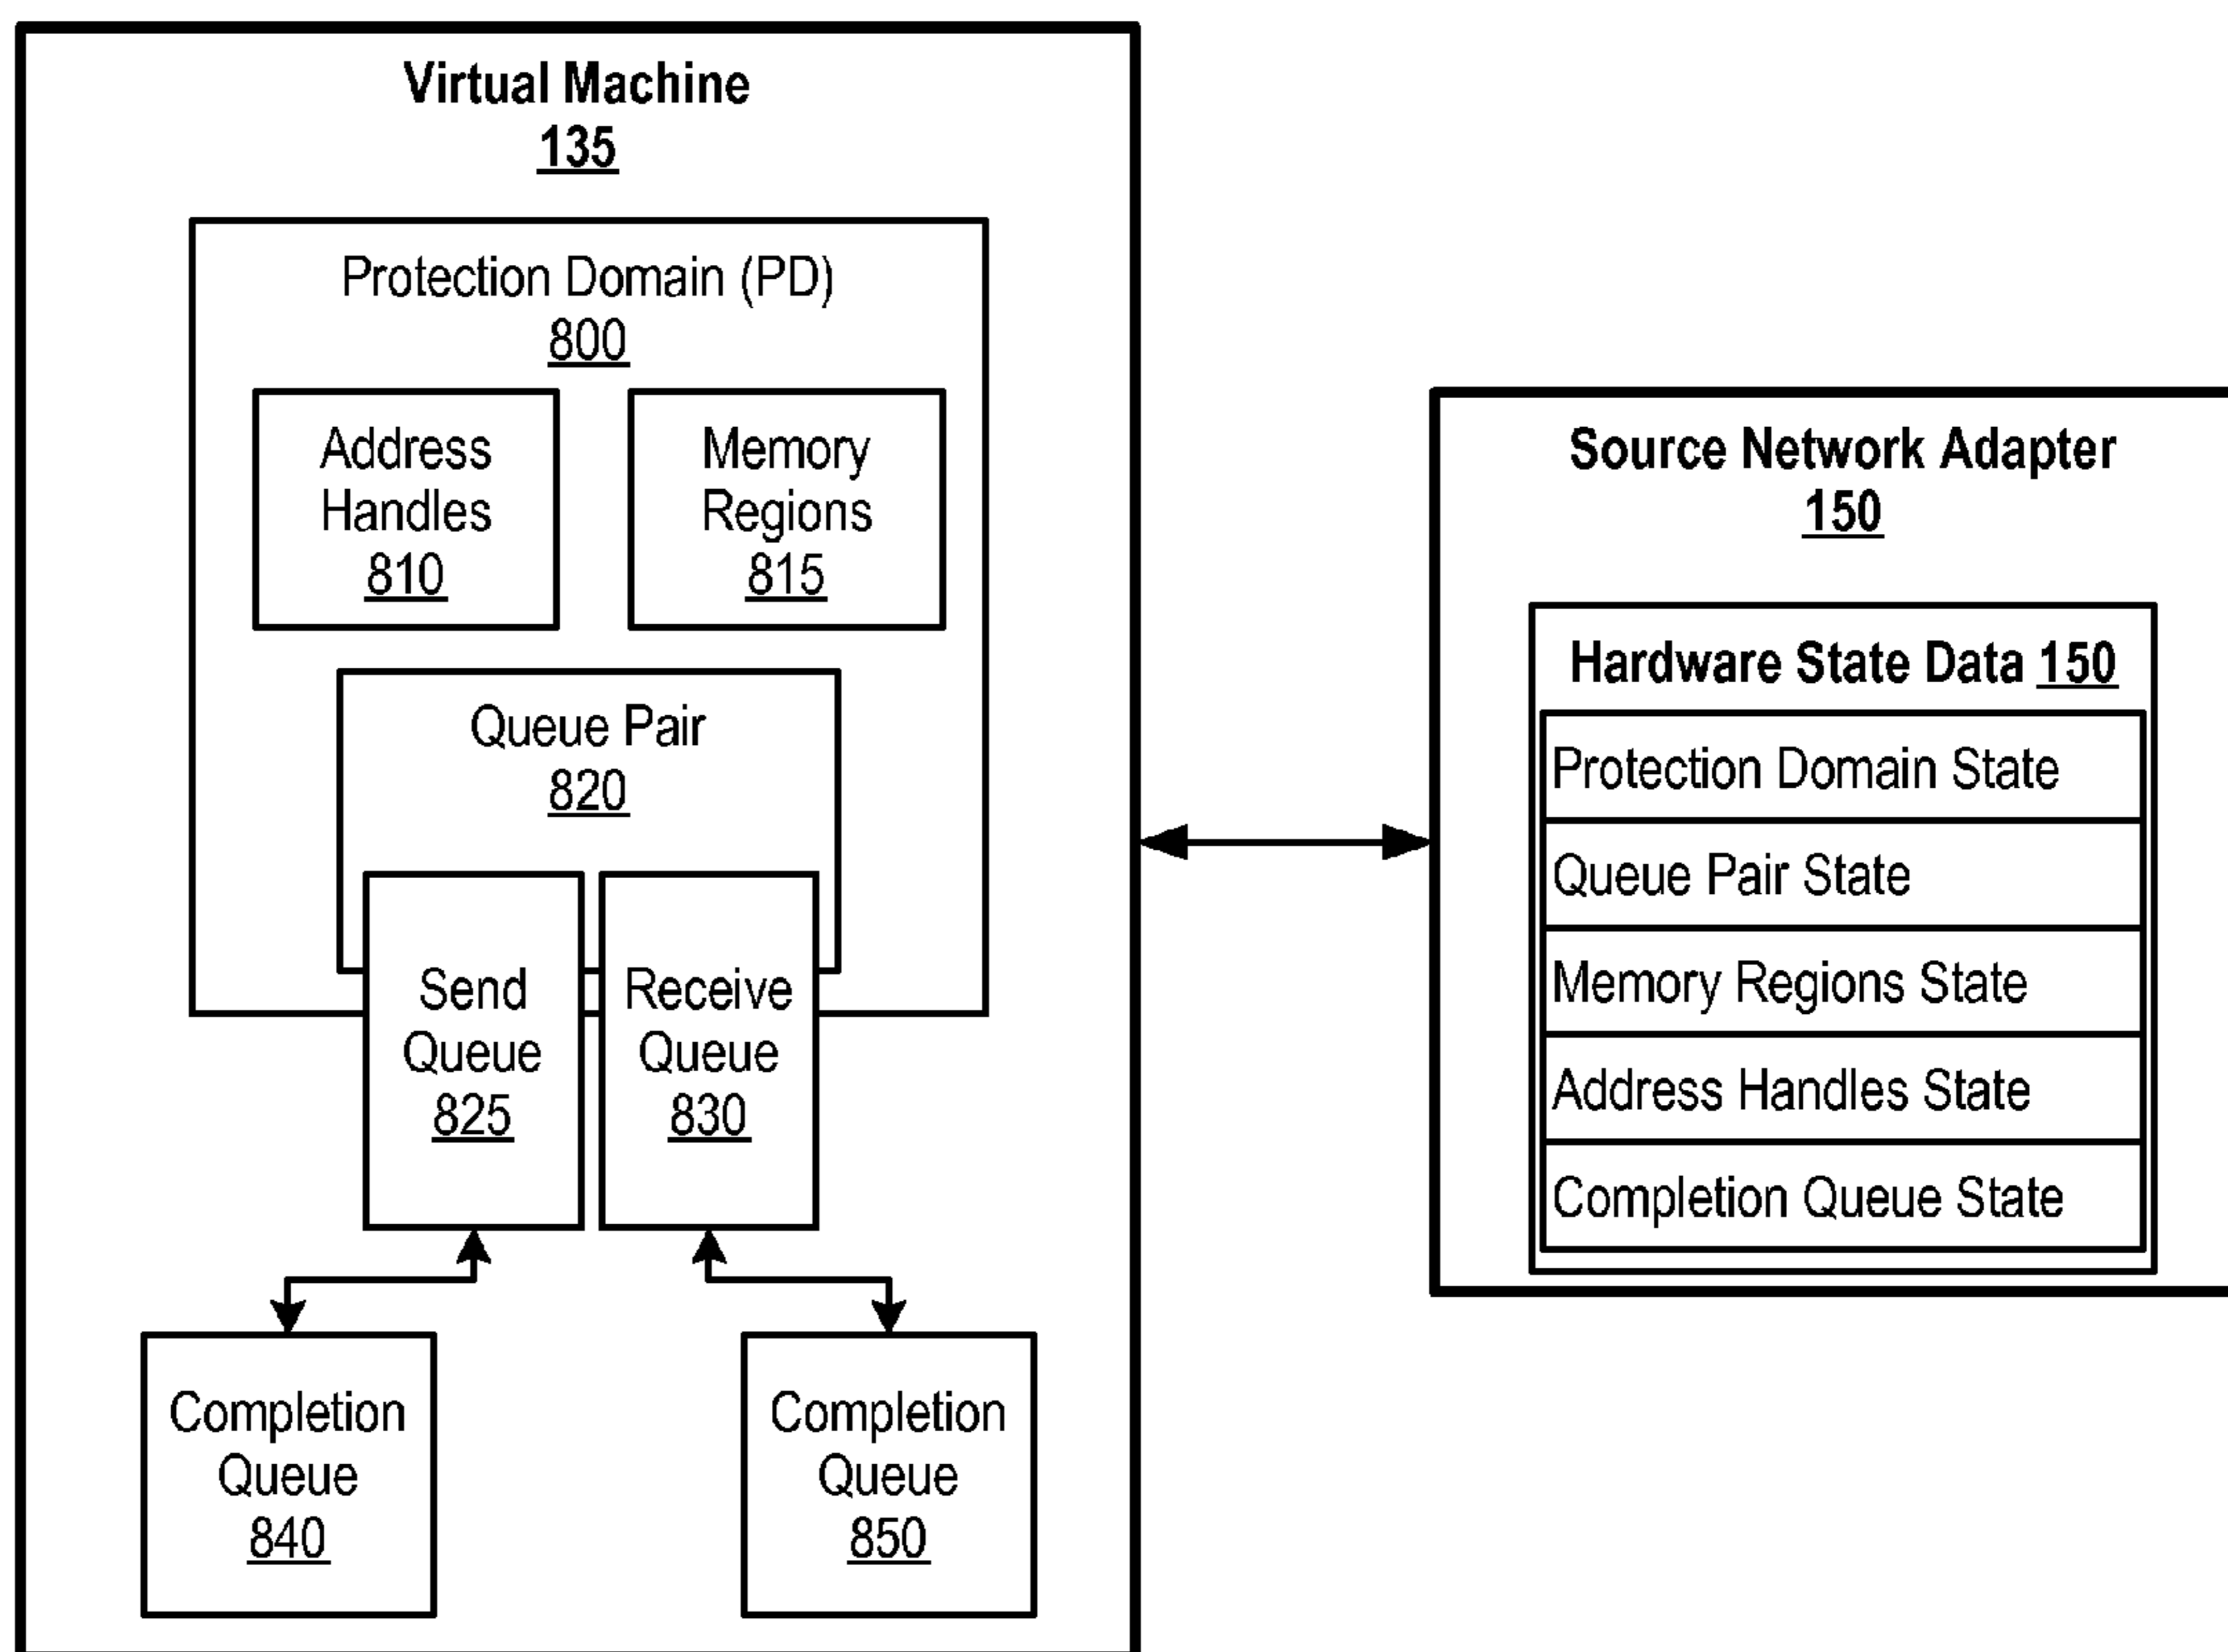 Virtual Machine
135
Protection Domain (PD)
800
Address
Handles
810
Memory
Regions
815
Queue Pair
820
Send
Queue
825
Receive
Queue
830
Completion
Queue
840
Completion
Queue
850
Source Network Adapter
150
Hardware State Data 150
Protection Domain State
Queue Pair State
Memory Regions State
Address Handles State
Completion Queue State